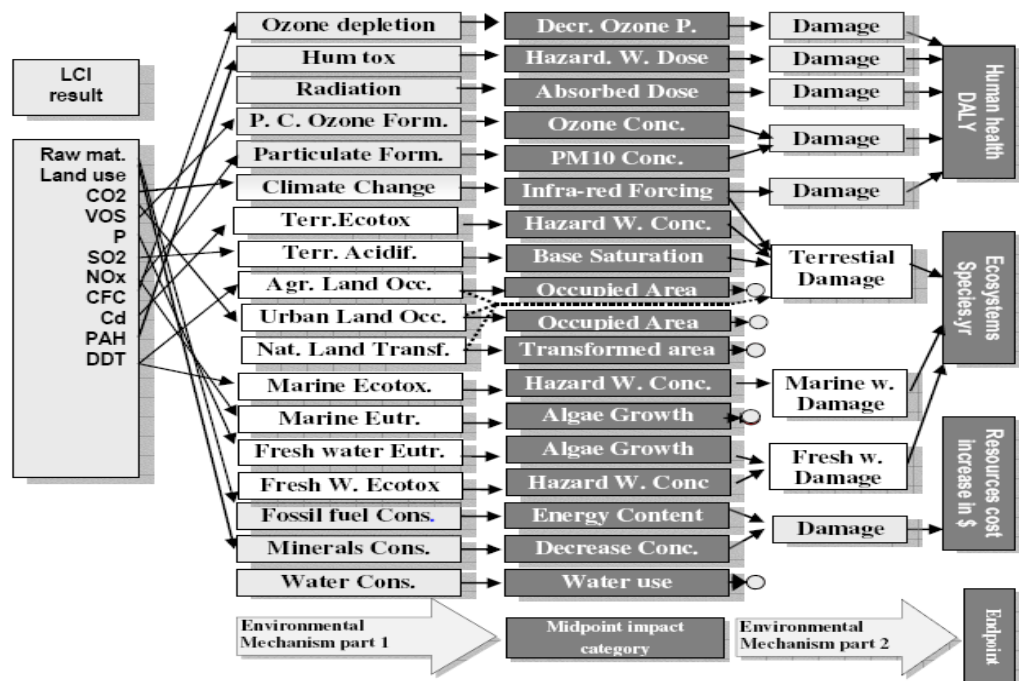 LCI
result
Raw mat.
Land use
CO2
VOS
P
SO2
NOx
CFC
Cd
PAH
DDT
Ozone depletion
Hum tox
Radiation
P. C. Ozone Form.
Particulate Form.
Climate Change
Terr.Ecotox
Terr. Acidif.
Agr. Land Occ.
Urban Land Occ.
Nat. Land Transf.
Marine Ecotox.
Marine Eutr.
Fresh water Eutr.
Fresh W. Ecotox
Fossil fuel Cons.
Minerals Cons.
Water Cons.
Decr. Ozone P.
Hazard. W. Dose
Absorbed Dose
Ozone Conc.
PM10 Conc.
Infra-red Forcing
Hazard W. Conc.
Base Saturation
Occupied Area
Occupied Area
Transformed area
Hazard W. Conc.
Algae Growth
Algae Growth
Hazard W. Conc
Energy Content
Decrease Conc.
Water use
Damage
Damage
Damage
Damage
Damage
Terrestial
Damage
Marine w.
Damage
Fresh w.
Damage
Damage
Human health
DALY
Ecosystems
Species.yr
Resources cost
increase in $
Environmental
Mechanism part 1
Midpoint impact
category
Environmental
Mechanism part 2
Endpoint